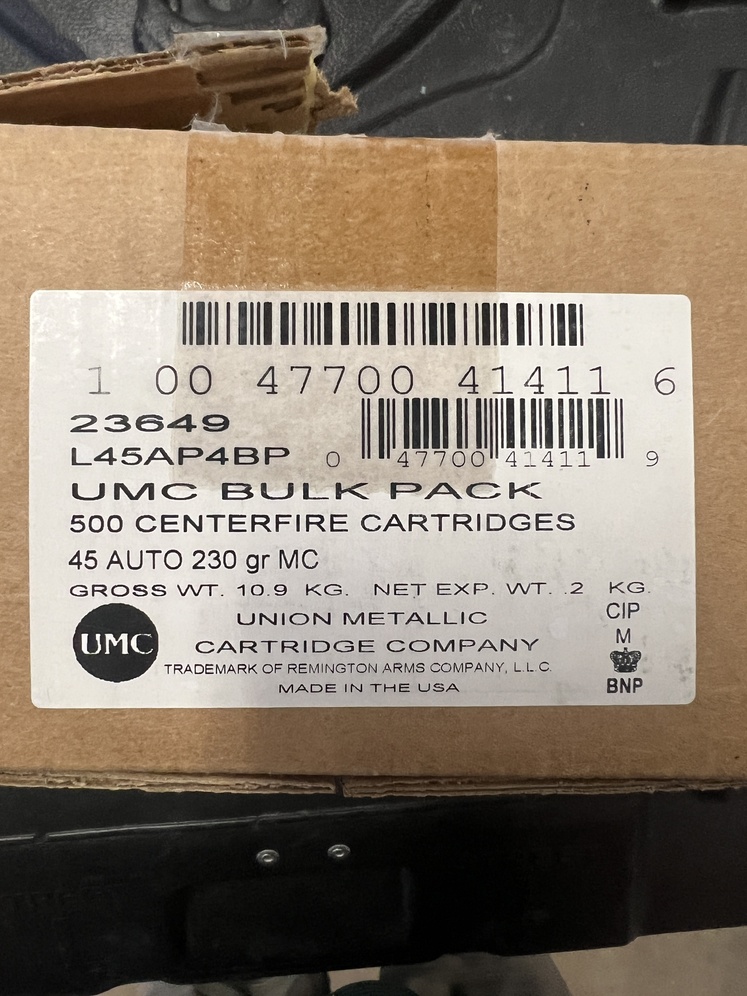 1 00 47700 41411 6
23649
L45AP4BP
0 47700 41411 9
UMC BULK PACK
500 CENTERFIRE CARTRIDGES
45 AUTO 230 gr MC
GROSS WT. 10.9 KG. NET EXP. WT. .2 KG.
UMC
UNION METALLIC
CARTRIDGE COMPANY
TRADEMARK OF REMINGTON ARMS COMPANY, L.L.C.
MADE IN THE USA
CIP
M
BNP